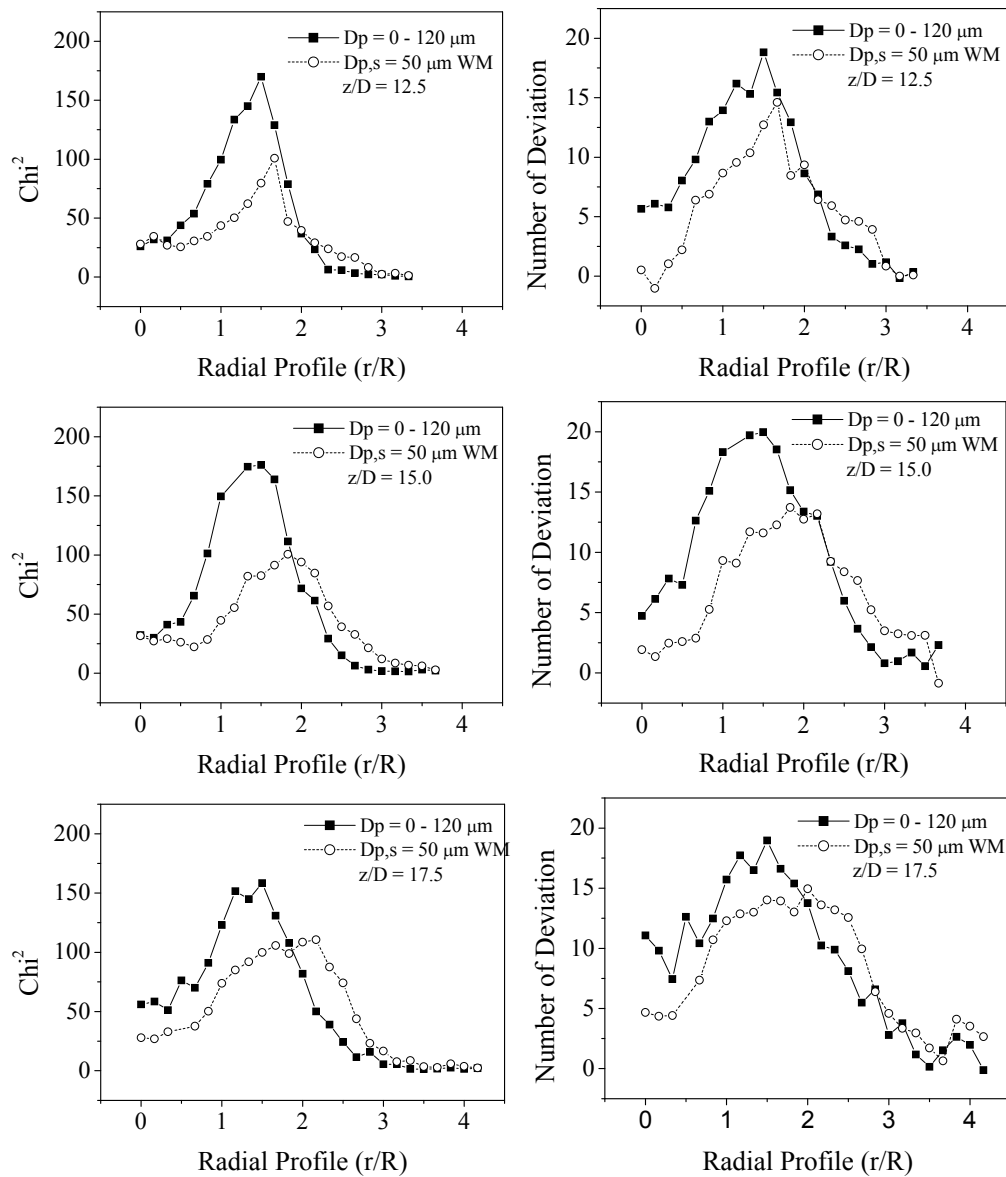 200
150
100
50
0
Chi²
Dp = 0 - 120 μm
Dp,s = 50 μm WM
z/D = 12.5
0 1 2 3 4
Radial Profile (r/R)
20
15
10
5
0
Number of Deviation
Dp = 0 - 120 μm
Dp,s = 50 μm WM
z/D = 12.5
0 1 2 3 4
Radial Profile (r/R)
200
150
100
50
0
Chi²
Dp = 0 - 120 μm
Dp,s = 50 μm WM
z/D = 15.0
0 1 2 3 4
Radial Profile (r/R)
20
15
10
5
0
Number of Deviation
Dp = 0 - 120 μm
Dp,s = 50 μm WM
z/D = 15.0
0 1 2 3 4
Radial Profile (r/R)
200
150
100
50
0
Chi²
Dp = 0 - 120 μm
Dp,s = 50 μm WM
z/D = 17.5
0 1 2 3 4
Radial Profile (r/R)
20
15
10
5
0
Number of Deviation
Dp = 0 - 120 μm
Dp,s = 50 μm WM
z/D = 17.5
0 1 2 3 4
Radial Profile (r/R)